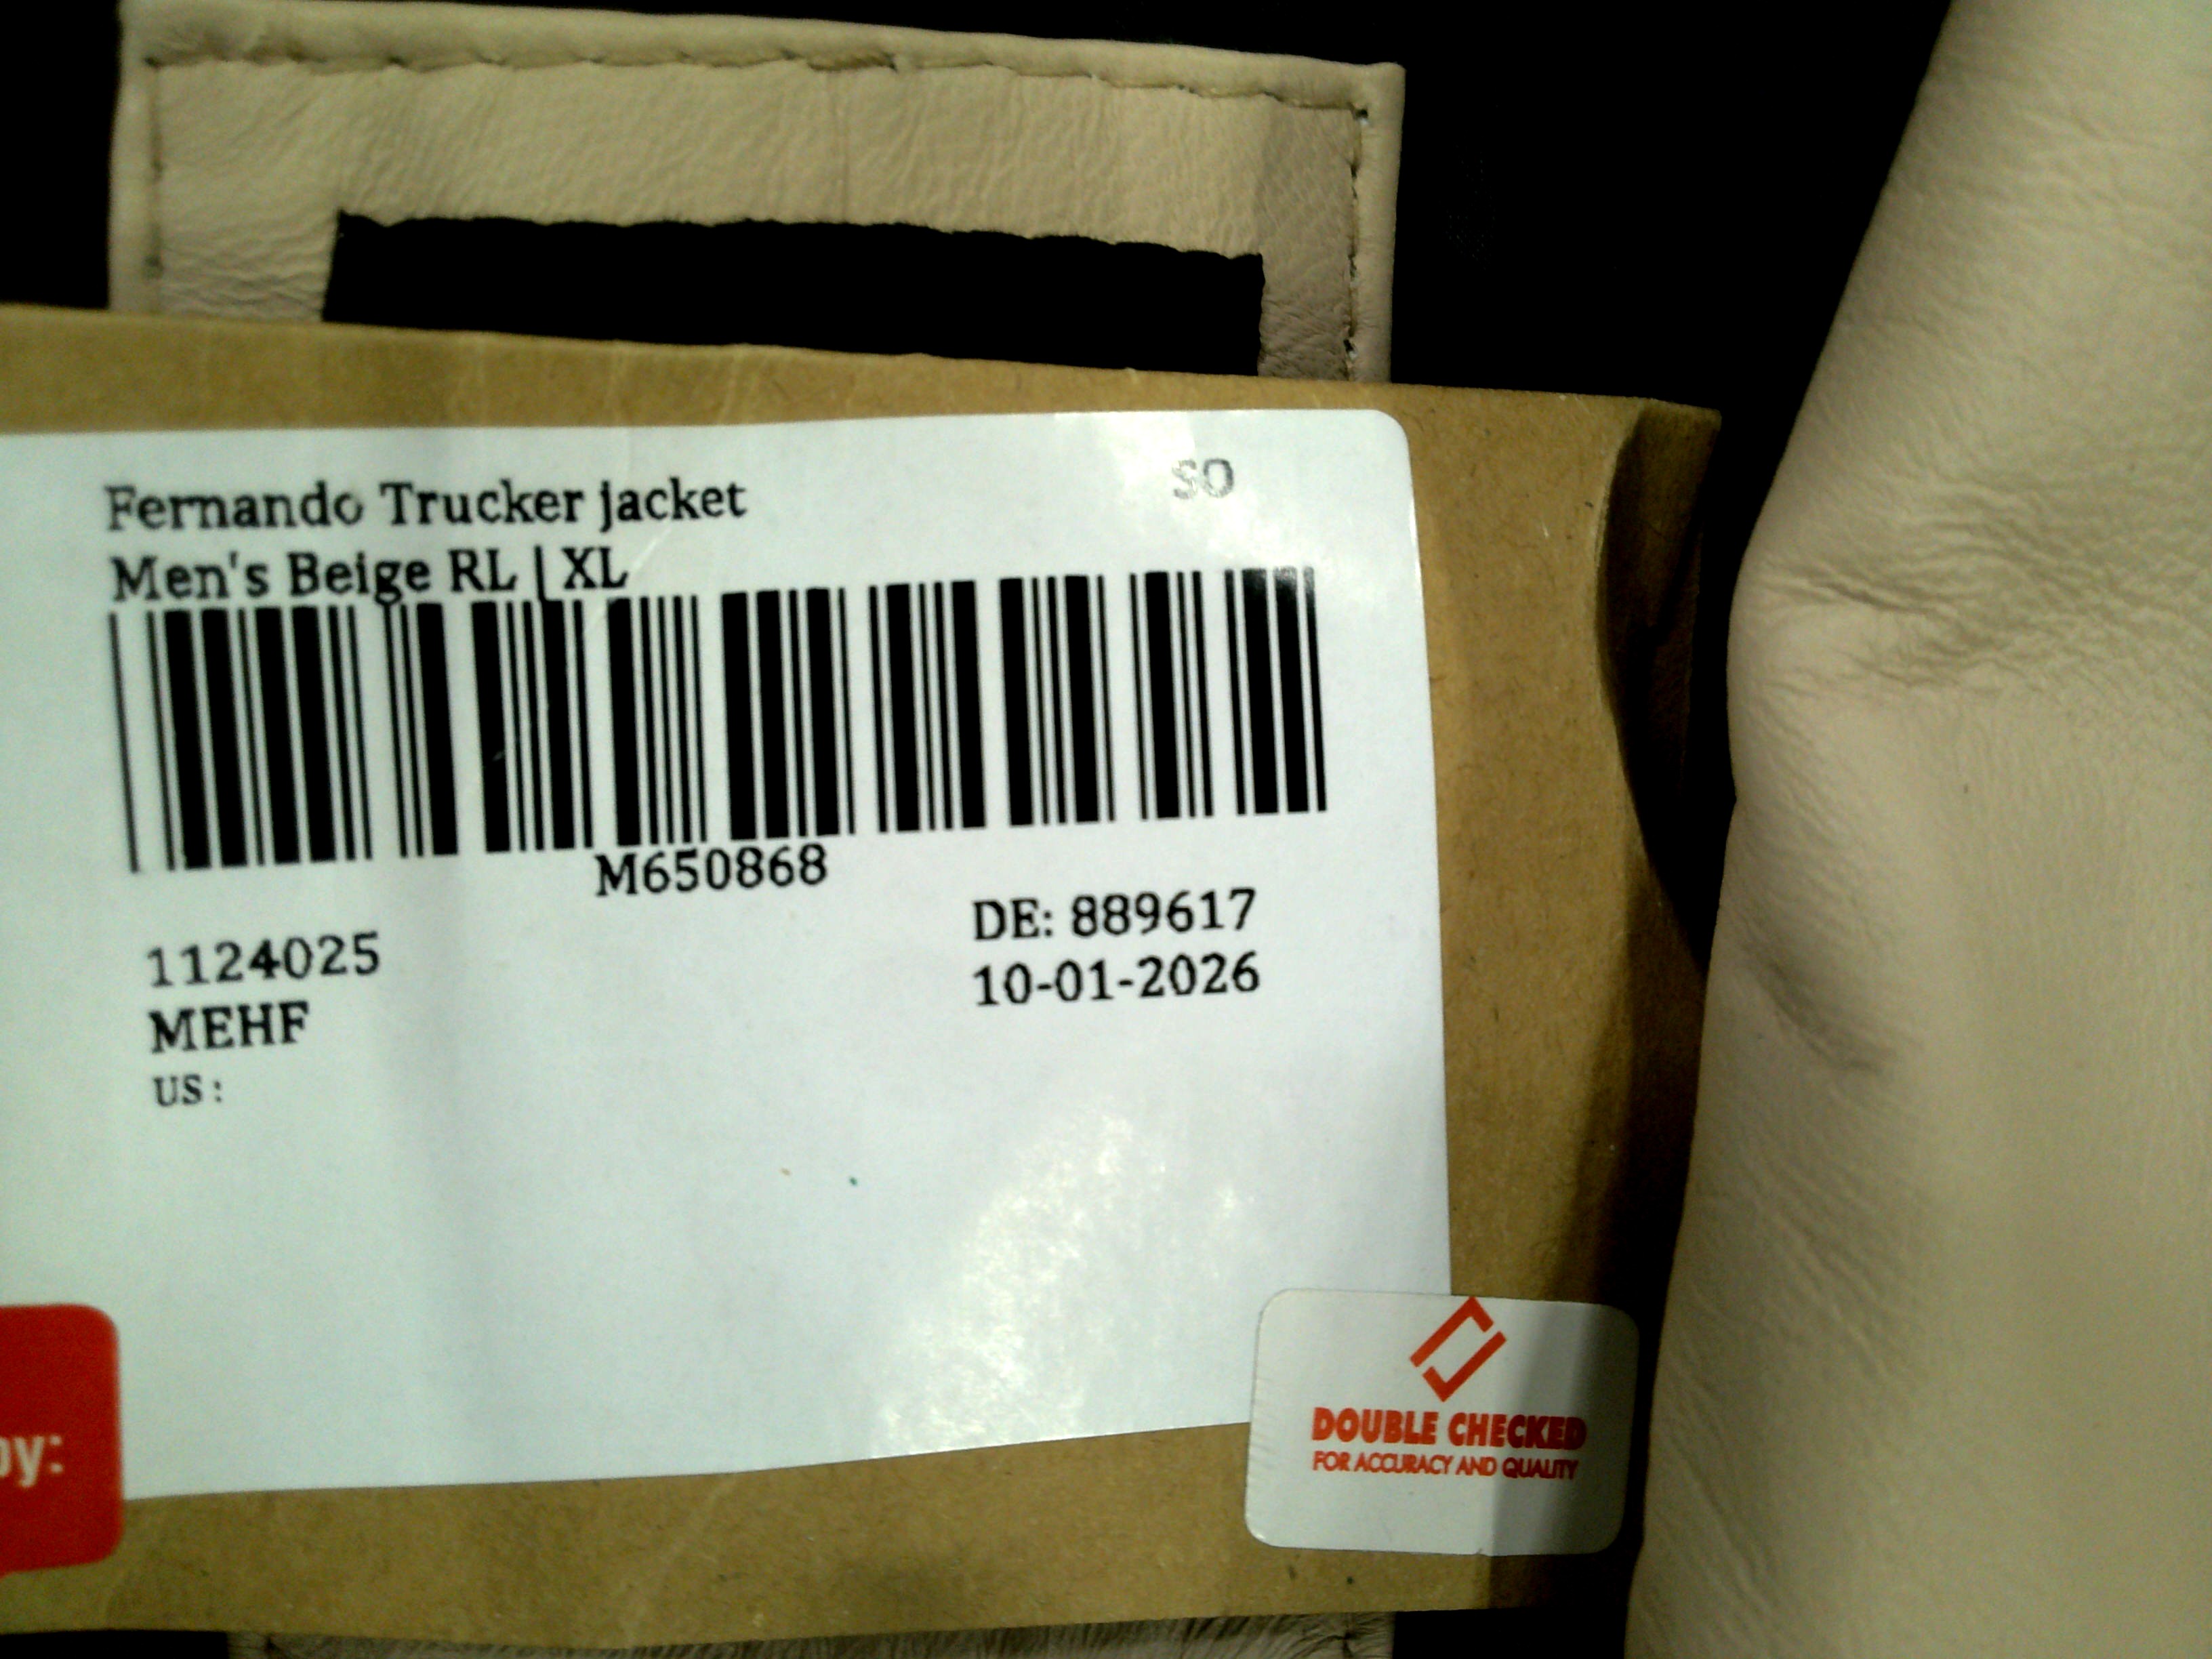 SO
Fernando Trucker jacket
Men's Beige RL | XL
M650868
DE: 889617
1124025
10-01-2026
MEHF
US :
by:
DOUBLE CHECKED
FOR ACCURACY AND QUALITY